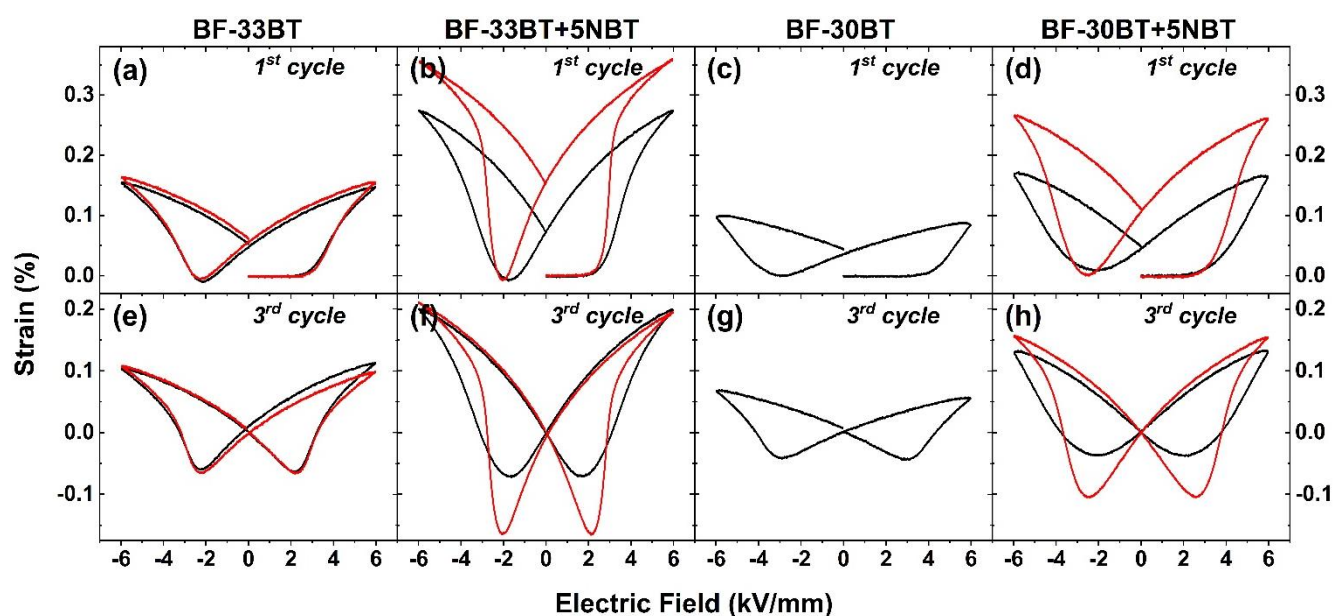 BF-33BT BF-33BT+5NBT BF-30BT BF-30BT+5NBT
(a) 1st cycle (b) 1st cycle (c) 1st cycle (d) 1st cycle
0.3 0.3
0.2 0.2
0.1 0.1
0.0 0.0
(e) 3rd cycle (f) 3rd cycle (g) 3rd cycle (h) 3rd cycle
0.2 0.2
0.1 0.1
0.0 0.0
-0.1 -0.1
Strain (%)
-6 -4 -2 0 2 4 6 -6 -4 -2 0 2 4 6 -6 -4 -2 0 2 4 6 -6 -4 -2 0 2 4 6
Electric Field (kV/mm)